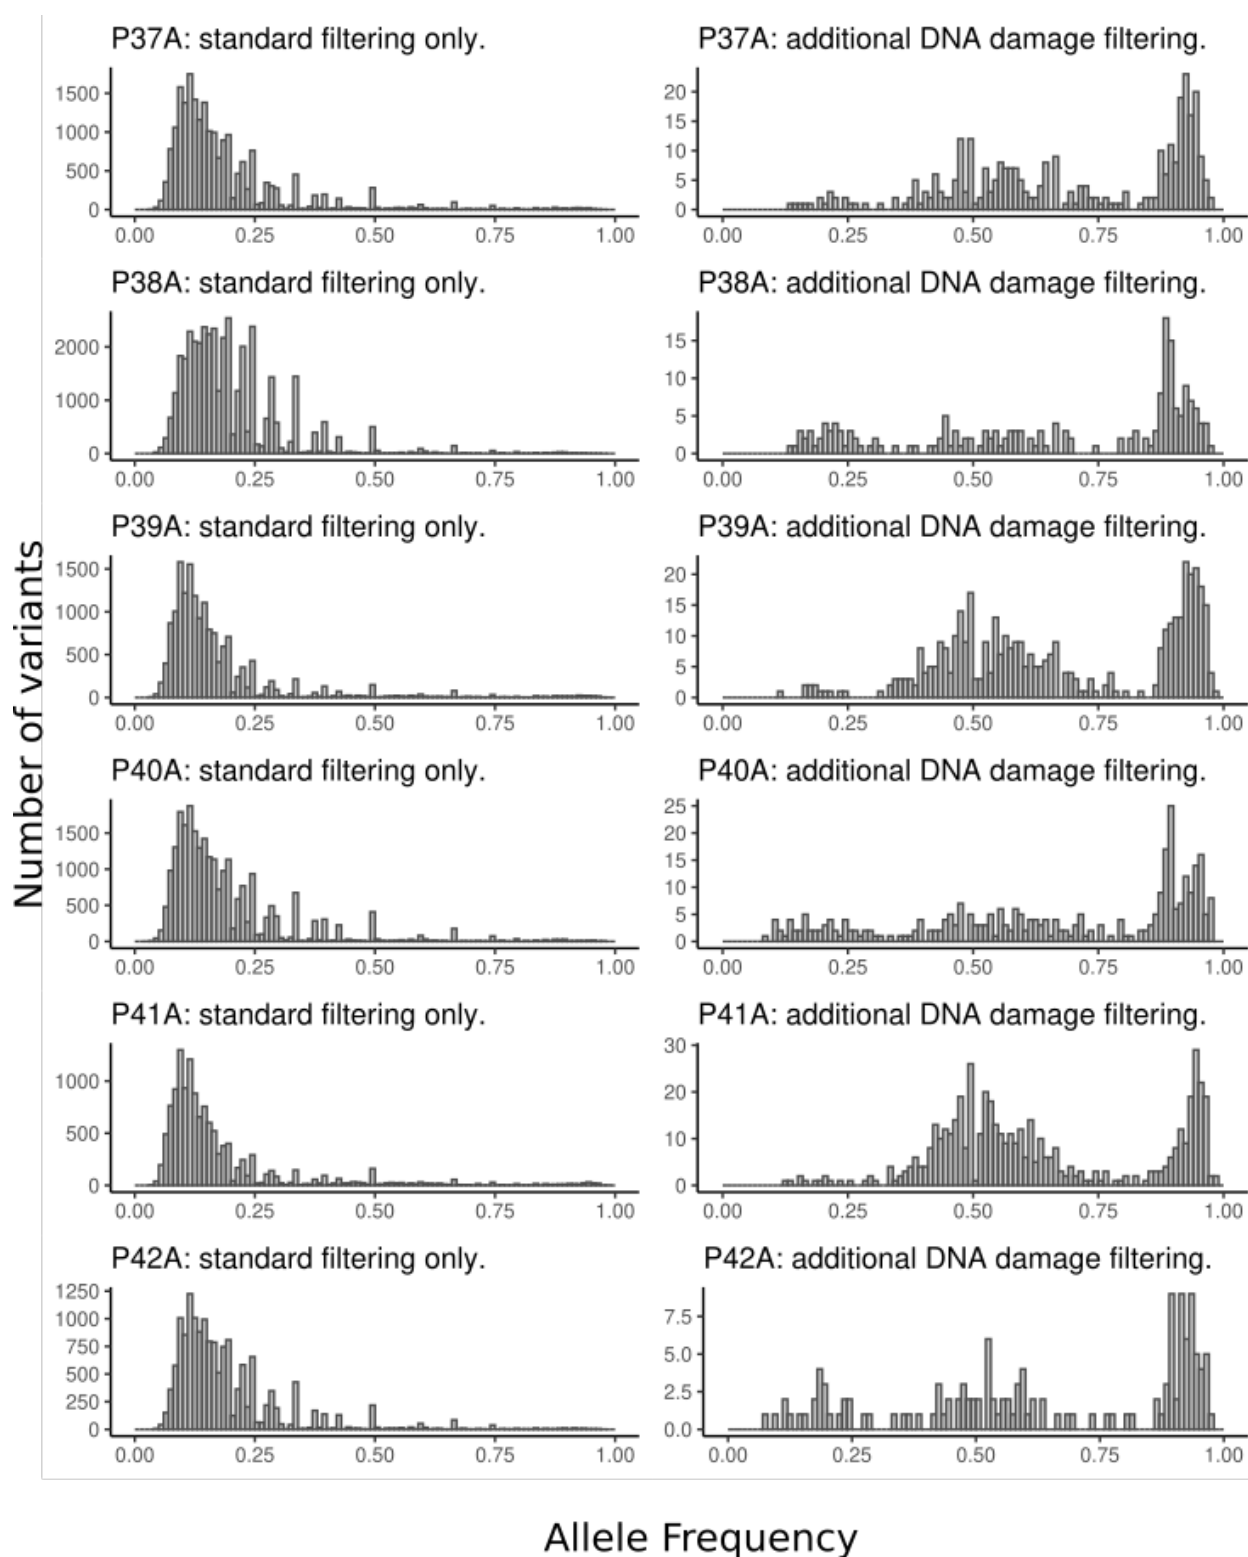 P37A: standard filtering only.
P37A: additional DNA damage filtering.
1500
1000
500
0
0.00 0.25 0.50 0.75 1.00
20
15
10
5
0
0.00 0.25 0.50 0.75 1.00
P38A: standard filtering only.
P38A: additional DNA damage filtering.
2000
1000
0
0.00 0.25 0.50 0.75 1.00
15
10
5
0
0.00 0.25 0.50 0.75 1.00
P39A: standard filtering only.
P39A: additional DNA damage filtering.
1500
1000
500
0
0.00 0.25 0.50 0.75 1.00
20
15
10
5
0
0.00 0.25 0.50 0.75 1.00
Number of variants
P40A: standard filtering only.
P40A: additional DNA damage filtering.
1500
1000
500
0
0.00 0.25 0.50 0.75 1.00
25
20
15
10
5
0
0.00 0.25 0.50 0.75 1.00
P41A: standard filtering only.
P41A: additional DNA damage filtering.
1000
500
0
0.00 0.25 0.50 0.75 1.00
30
20
10
0
0.00 0.25 0.50 0.75 1.00
P42A: standard filtering only.
P42A: additional DNA damage filtering.
1250
1000
750
500
250
0
0.00 0.25 0.50 0.75 1.00
7.5
5.0
2.5
0.0
0.00 0.25 0.50 0.75 1.00
Allele Frequency